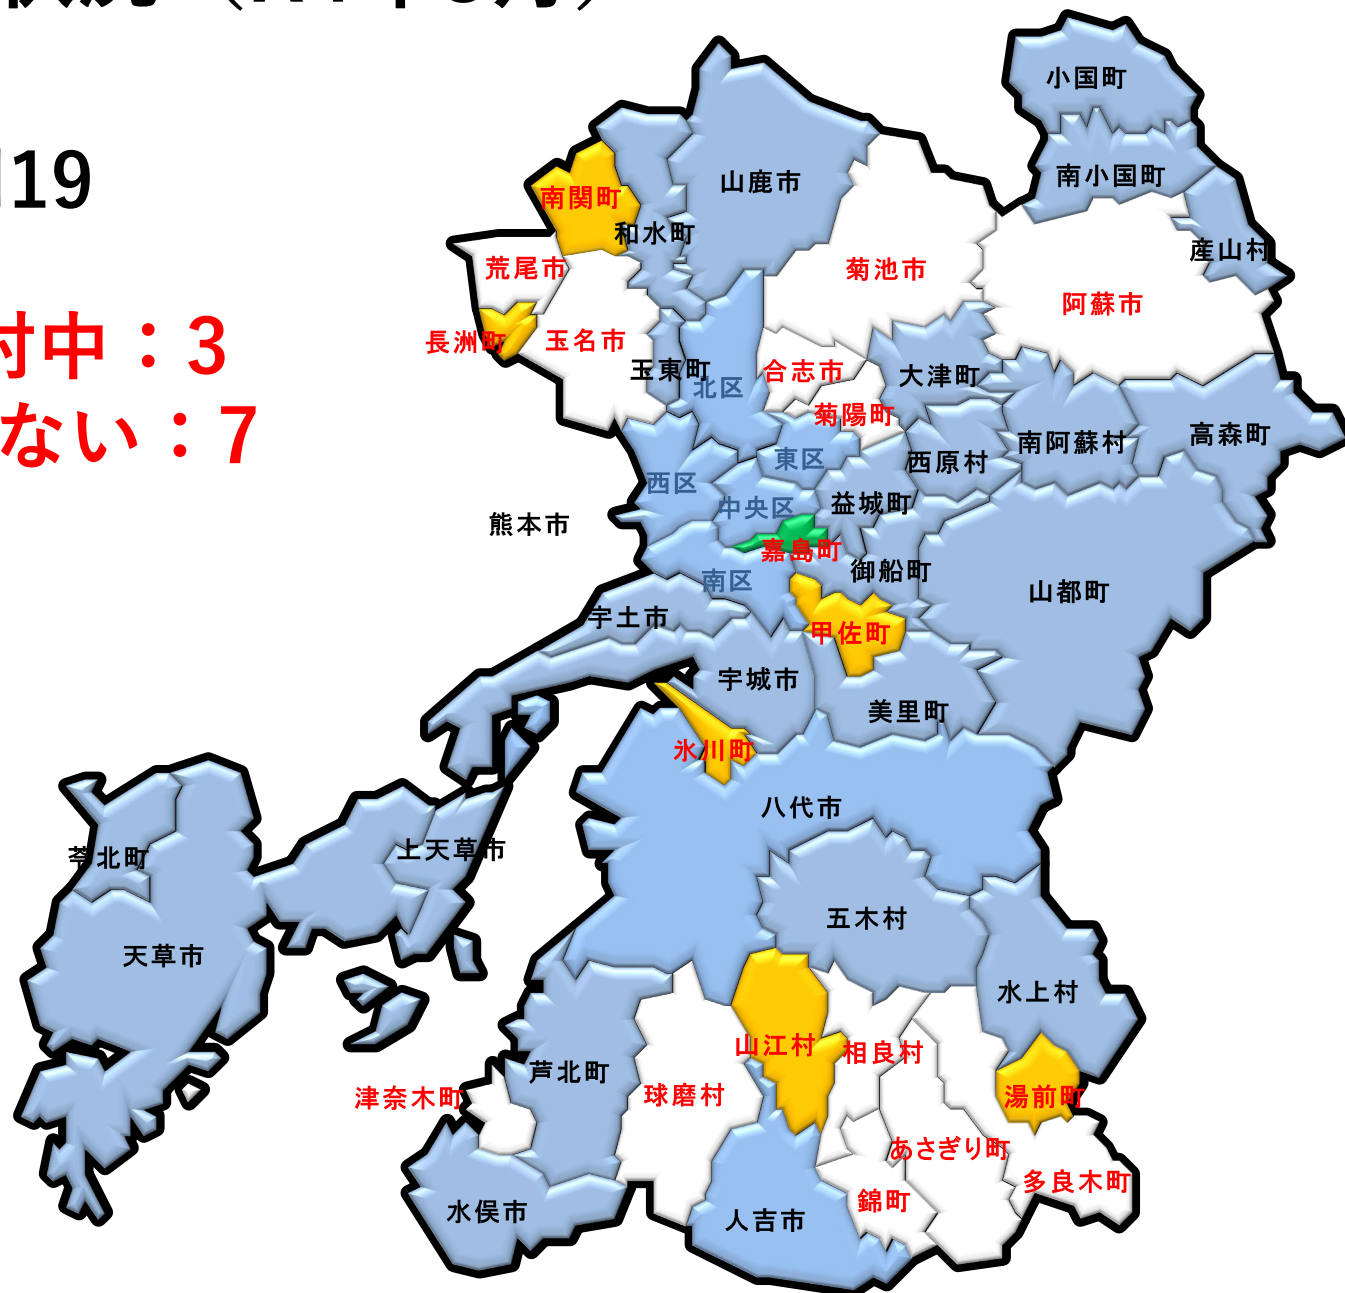 小国町
南小国町
産山村
19
山鹿市
南関町
和水町
荒尾市
菊池市
阿蘇市
付中：3
長洲町
玉名市
玉東町
北区
合志市
大津町
ない：7
菊陽町
南阿蘇村
高森町
東区
西原村
西区
中央区
益城町
熊本市
嘉島町
南区
御船町
山都町
宇土市
甲佐町
宇城市
美里町
氷川町
八代市
苓北町
上天草市
五木村
天草市
水上村
山江村
相良村
芦北町
津奈木町
球磨村
湯前町
あさぎり町
多良木町
錦町
水俣市
人吉市